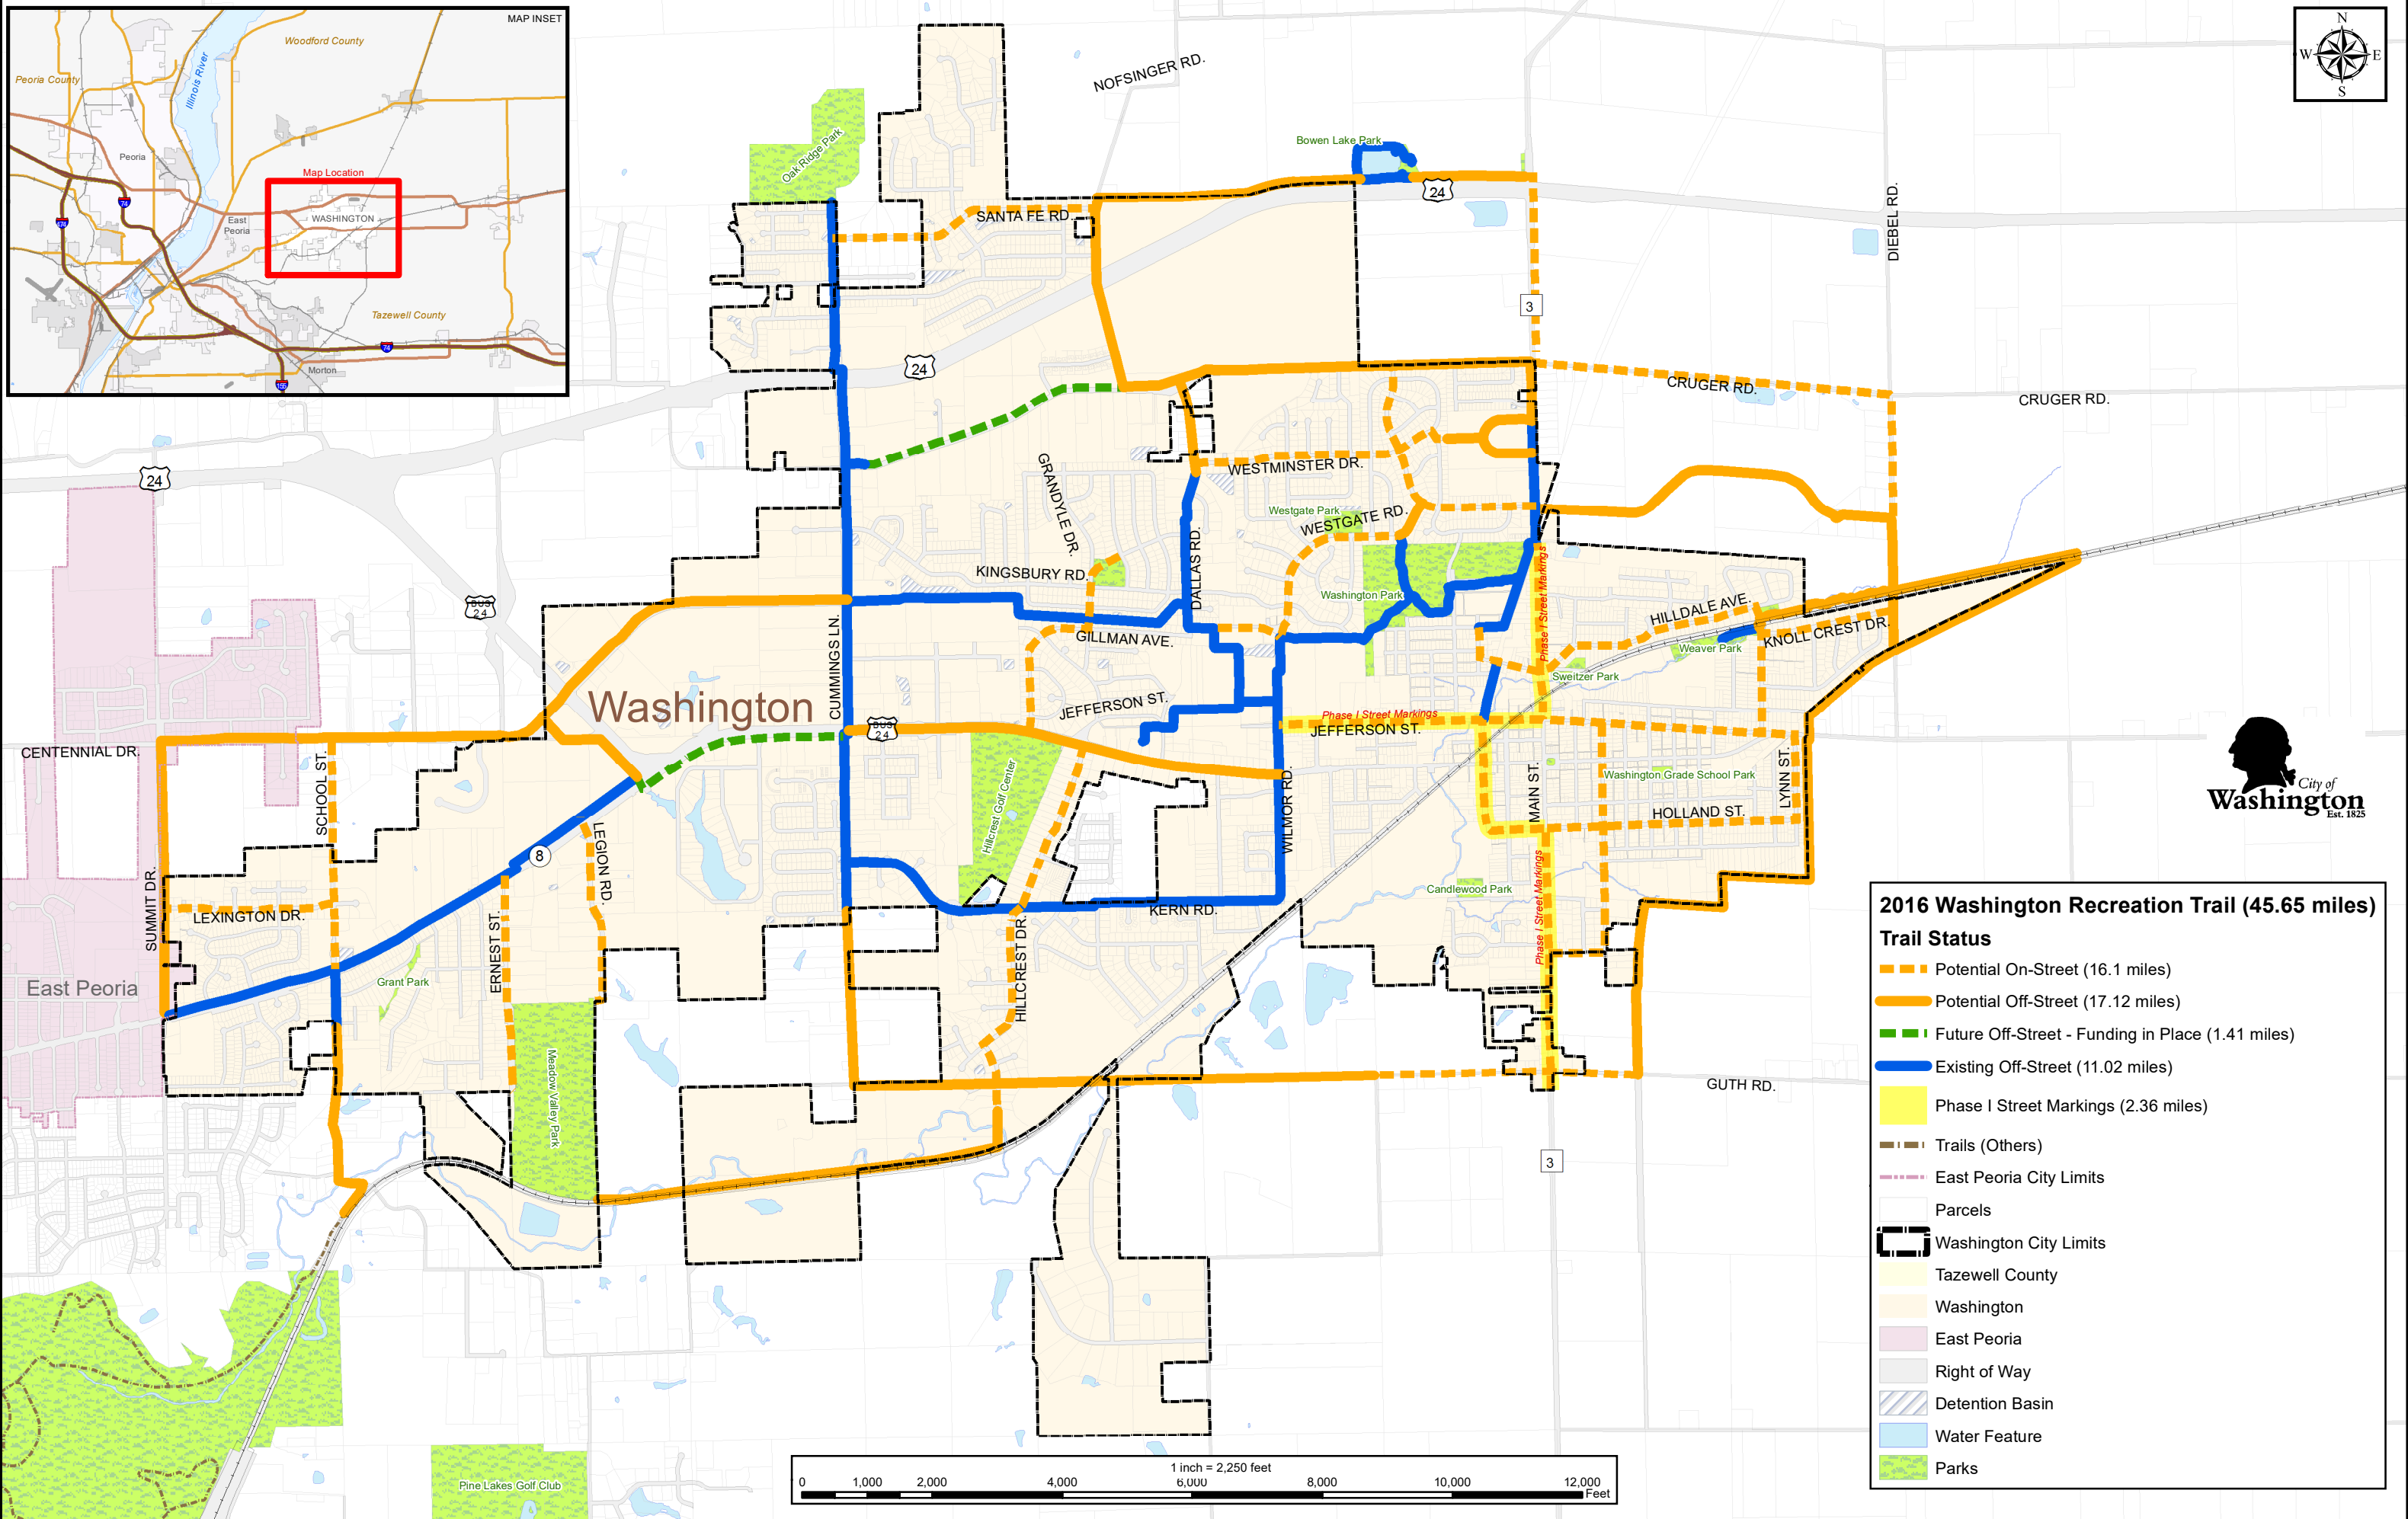 MAP INSET
Woodford County
Peoria County
Illinois River
Peoria
Map Location
74
474
WASHINGTON
East
Peoria
Tazewell County
74
Morton
155
N
W
E
S
NOFSINGER RD.
Oak Ridge Park
Bowen Lake Park
24
DIEBEL RD.
SANTA FE RD.
3
24
CRUGER RD.
CRUGER RD.
24
GRANDYLE DR.
WESTMINSTER DR.
Westgate Park
WESTGATE RD.
DALLAS RD.
KINGSBURY RD.
Washington Park
Phase I Street Markings
BUS
24
HILLDALE AVE.
KNOLL CREST DR.
Weaver Park
GILLMAN AVE.
CUMMINGS LN.
Sweitzer Park
Washington
JEFFERSON ST.
Phase I Street Markings
JEFFERSON ST.
BUS
24
CENTENNIAL DR.
SCHOOL ST.
Hillcrest Golf Center
WILMOR RD.
MAIN ST.
Washington Grade School Park
LYNN ST.
HOLLAND ST.
City of
Washington
Est. 1825
8
LEGION RD.
SUMMIT DR.
LEXINGTON DR.
ERNEST ST.
KERN RD.
Candlewood Park
Phase I Street Markings
HILLCREST DR.
Grant Park
East Peoria
Meadow Valley Park
GUTH RD.
3
Pine Lakes Golf Club
1 inch = 2,250 feet
0 1,000 2,000 4,000 6,000 8,000 10,000 12,000
Feet
2016 Washington Recreation Trail (45.65 miles)
Trail Status
Potential On-Street (16.1 miles)
Potential Off-Street (17.12 miles)
Future Off-Street - Funding in Place (1.41 miles)
Existing Off-Street (11.02 miles)
Phase I Street Markings (2.36 miles)
Trails (Others)
East Peoria City Limits
Parcels
Washington City Limits
Tazewell County
Washington
East Peoria
Right of Way
Detention Basin
Water Feature
Parks